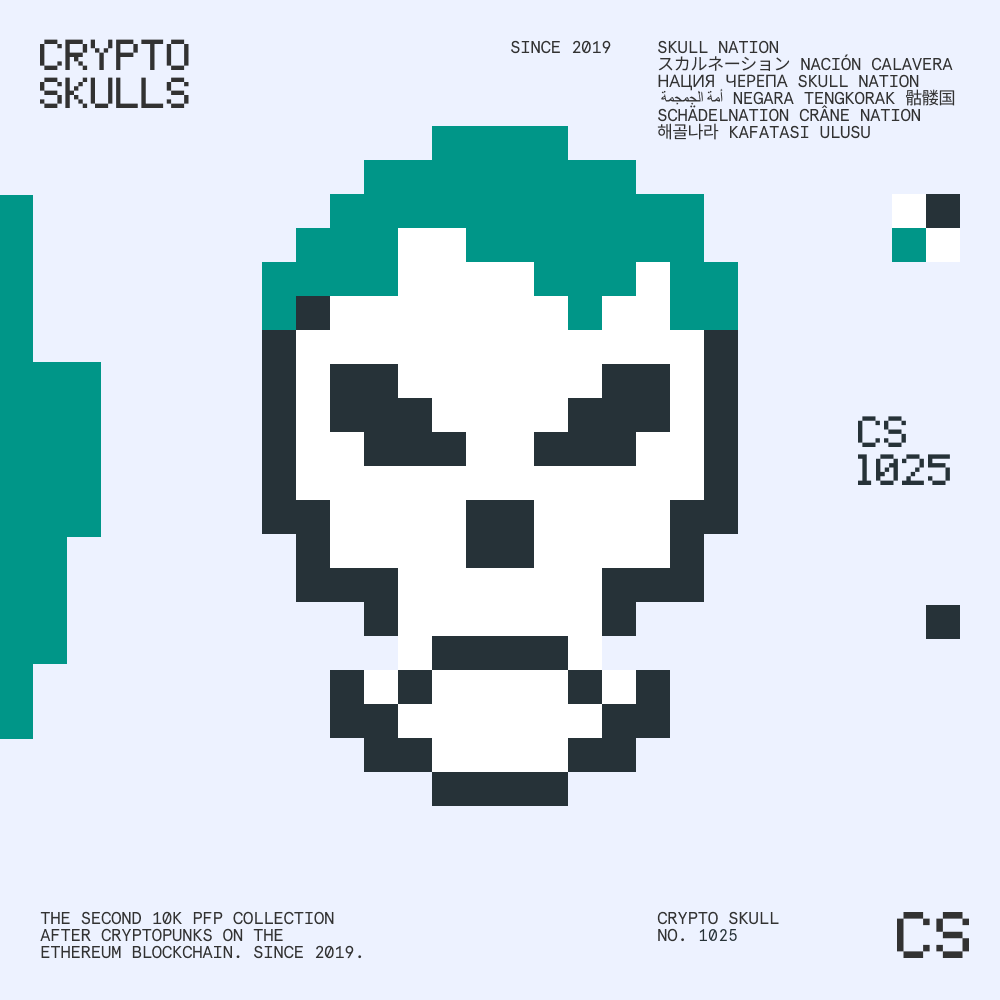 CRYPTO
SKULLS
SINCE 2019
SKULL NATION
スカルネーション NACIÓN CALAVERA
НАЦИЯ ЧЕРЕПА SKULL NATION
أمة الجمجمة NEGARA TENGKORAK 骷髅国
SCHÄDELNATION CRÂNE NATION
해골나라 KAFATASI ULUSU
CS
1025
THE SECOND 10K PFP COLLECTION
AFTER CRYPTOPUNKS ON THE
ETHEREUM BLOCKCHAIN. SINCE 2019.
CRYPTO SKULL
NO. 1025
CS